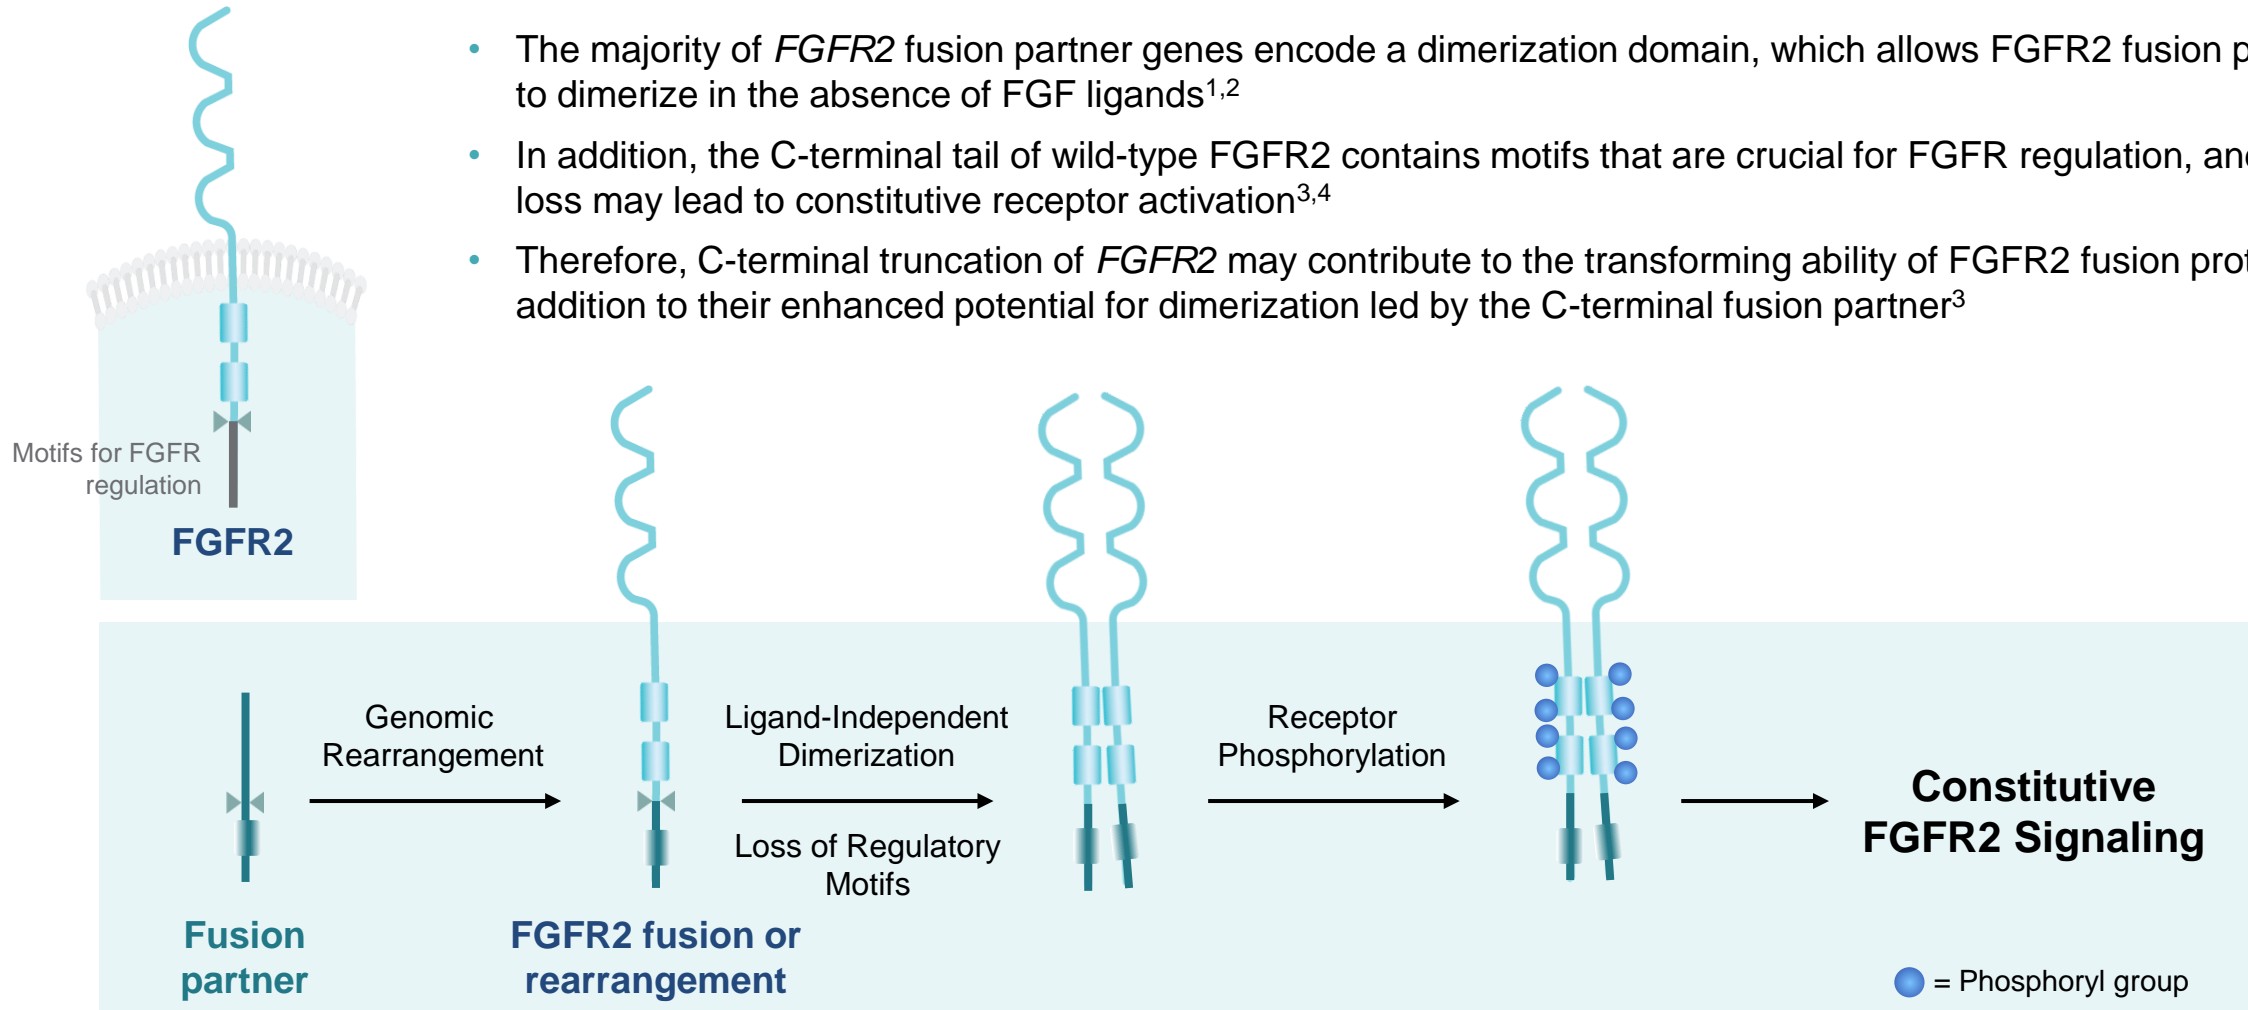 • The majority of FGFR2 fusion partner genes encode a dimerization domain, which allows FGFR2 fusion
to dimerize in the absence of FGF ligands1,2
• In addition, the C-terminal tail of wild-type FGFR2 contains motifs that are crucial for FGFR regulation,
loss may lead to constitutive receptor activation3,4
• Therefore, C-terminal truncation of FGFR2 may contribute to the transforming ability of FGFR2 fusion
addition to their enhanced potential for dimerization led by the C-terminal fusion partner3
Motifs for FGFR
regulation
FGFR2
Genomic
Rearrangement
Ligand-Independent
Dimerization
Loss of Regulatory
Motifs
Receptor
Phosphorylation
Constitutive
FGFR2 Signaling
Fusion
partner
FGFR2 fusion or
rearrangement
= Phosphoryl group